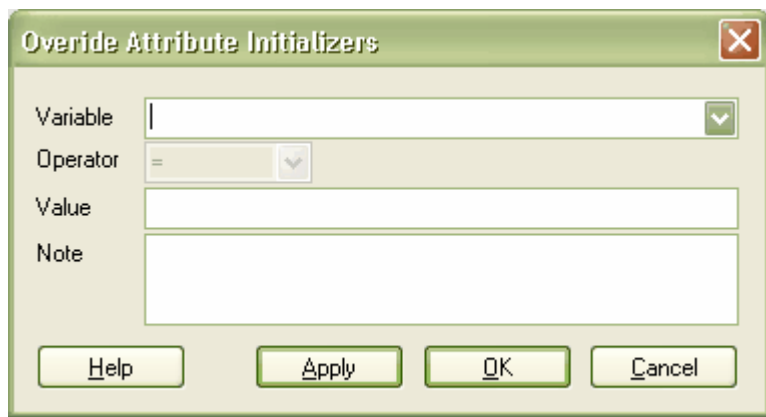 Overide Attribute Initializers
Variable
Operator =
Value
Note
Help Apply OK Cancel